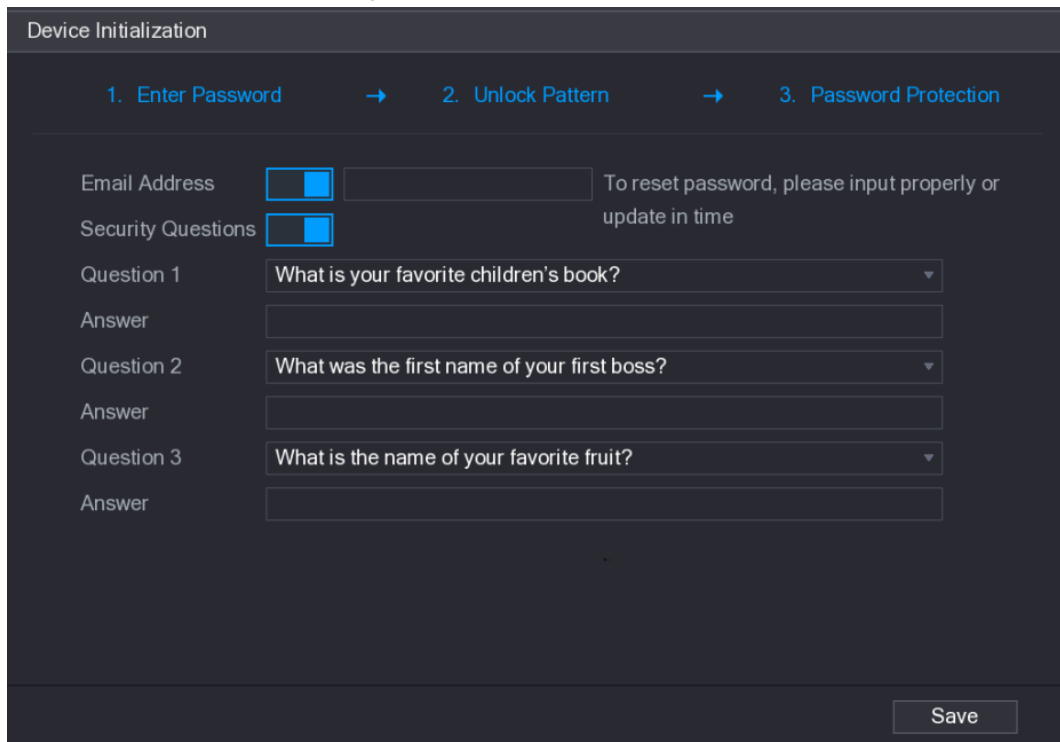 Device Initialization
1. Enter Password → 2. Unlock Pattern → 3. Password Protection
Email Address To reset password, please input properly or
update in time
Security Questions
Question 1 What is your favorite children's book?
Answer
Question 2 What was the first name of your first boss?
Answer
Question 3 What is the name of your favorite fruit?
Answer
Save